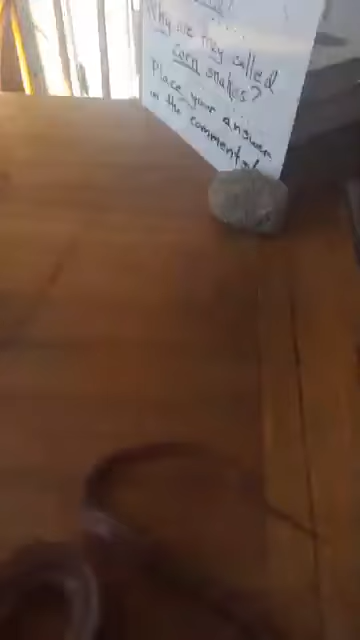 Why are they called
corn snakes?
Place your answer
in the comments